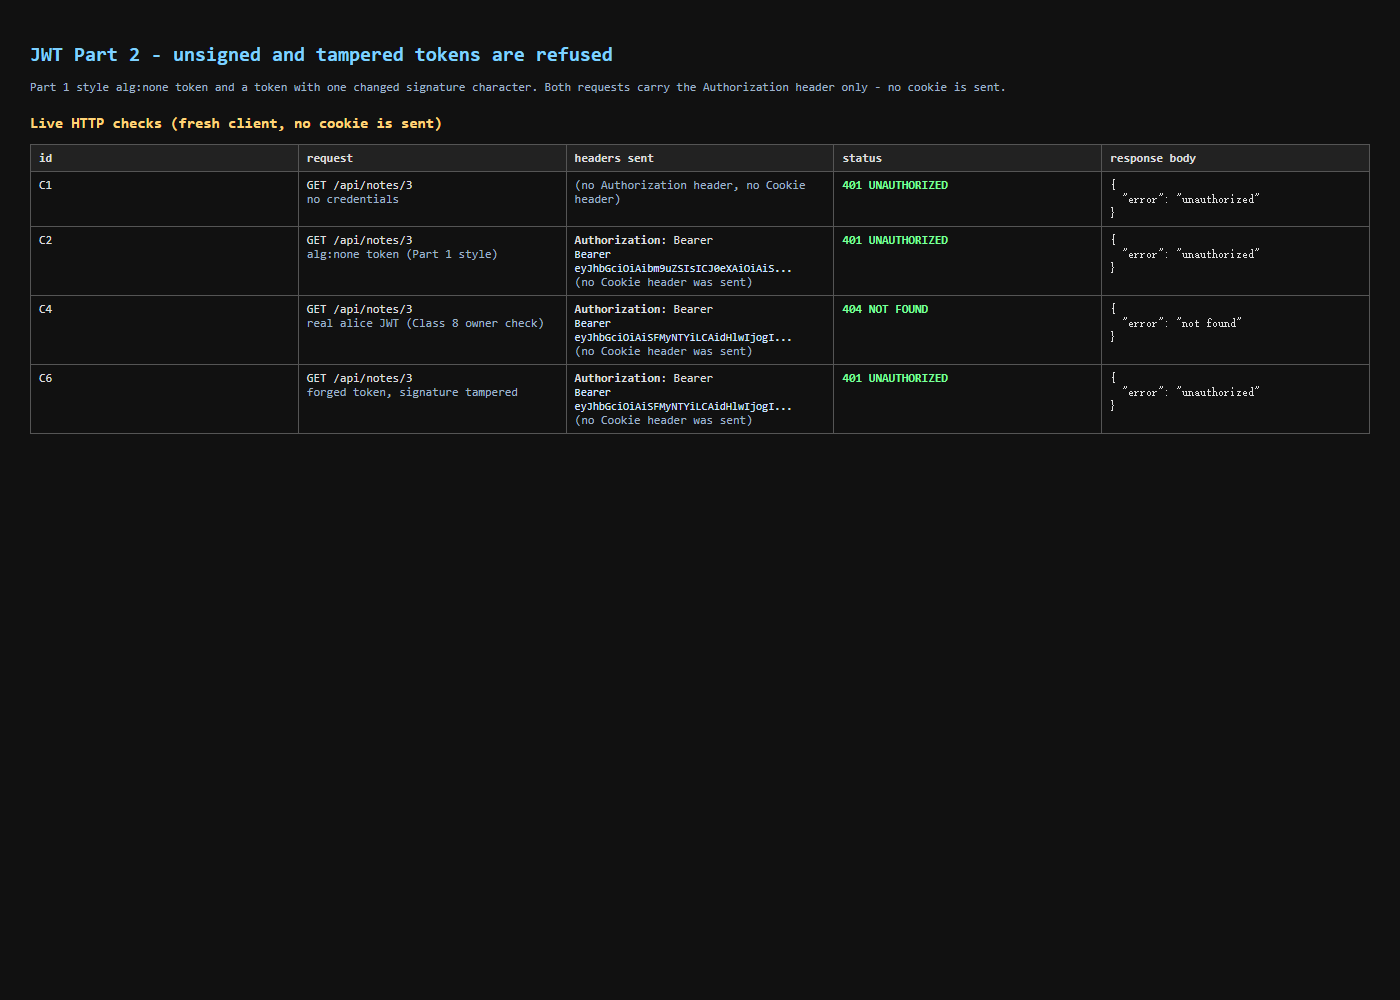 JWT Part 2 - unsigned and tampered tokens are refused
Part 1 style alg:none token and a token with one changed signature character. Both requests carry the Authorization header only - no cookie is sent.
Live HTTP checks (fresh client, no cookie is sent)
id request headers sent status response body
C1
GET /api/notes/3
no credentials
(no Authorization header, no Cookie
header)
401 UNAUTHORIZED
{
"error": "unauthorized"
}
C2
GET /api/notes/3
alg:none token (Part 1 style)
Authorization: Bearer
Bearer
eyJhbGciOiAibm9uZSIsICJ0eXAiOiAiS...
(no Cookie header was sent)
401 UNAUTHORIZED
{
"error": "unauthorized"
}
C4
GET /api/notes/3
real alice JWT (Class 8 owner check)
Authorization: Bearer
Bearer
eyJhbGciOiAiSFMyNTYiLCAidHlwIjogI...
(no Cookie header was sent)
404 NOT FOUND
{
"error": "not found"
}
C6
GET /api/notes/3
forged token, signature tampered
Authorization: Bearer
Bearer
eyJhbGciOiAiSFMyNTYiLCAidHlwIjogI...
(no Cookie header was sent)
401 UNAUTHORIZED
{
"error": "unauthorized"
}